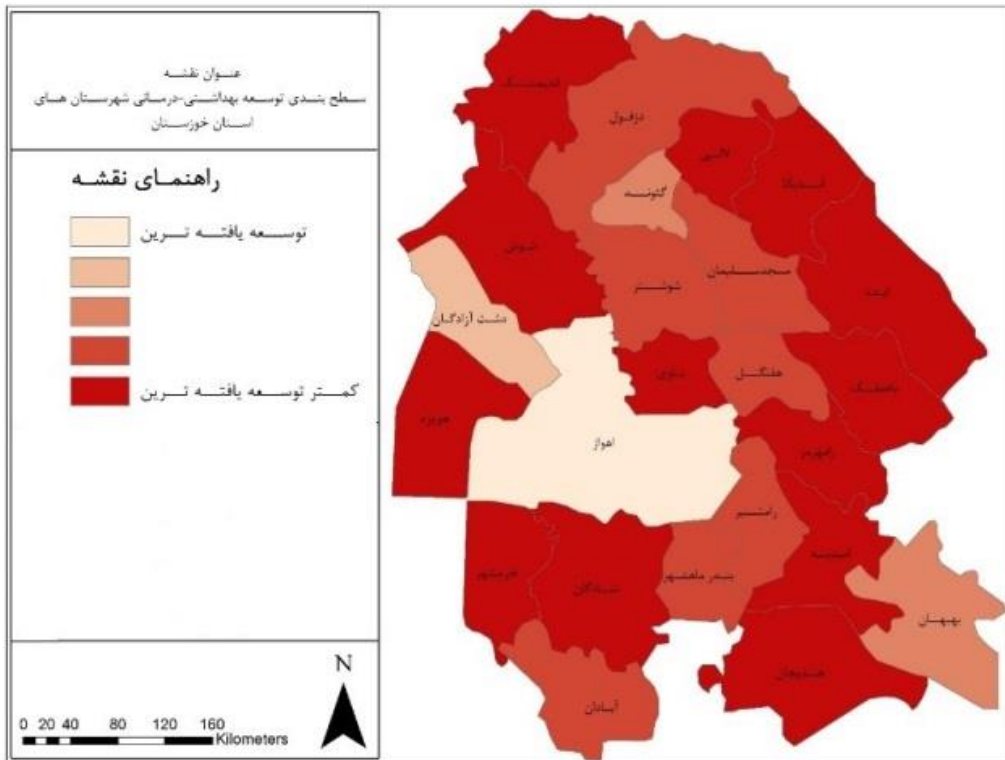 عنوان نقشه
سطح بندی توسعه بهداشتی-درمانی شهرستان های
استان خوزستان
راهنمای نقشه
توسعه یافته ترین
کمتر توسعه یافته ترین
N
0 20 40 80 120 160
Kilometers
اندیمشک
دزفول
لالی
اندیکا
گتوند
شوش
مسجدسلیمان
شوشتر
ایذه
دشت آزادگان
باوی
هفتگل
باغملک
هویزه
اهواز
رامهرمز
رامشیر
امیدیه
خرمشهر
شادگان
بندر ماهشهر
بهبهان
هندیجان
آبادان